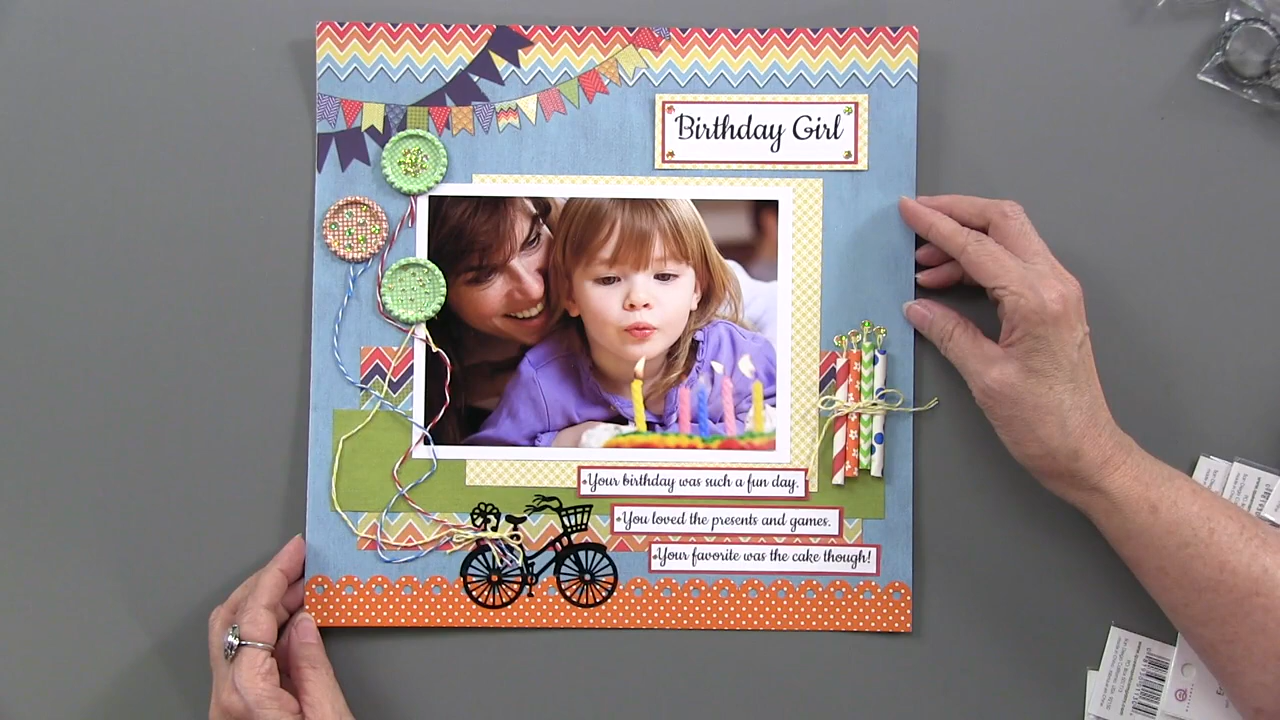 Birthday Girl
Your birthday was such a fun day.
You loved the presents and games.
Your favorite was the cake though!